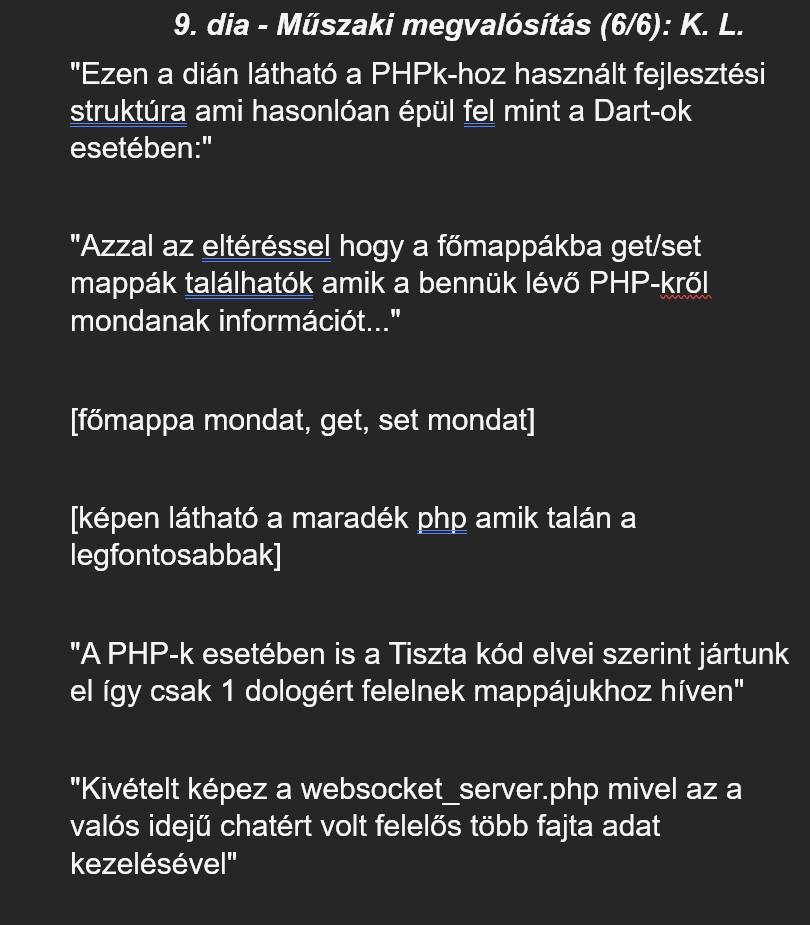 9. dia - Műszaki megvalósítás (6/6): K. L.
"Ezen a dián látható a PHPk-hoz használt fejlesztési
struktúra ami hasonlóan épül fel mint a Dart-ok
esetében:"
"Azzal az eltéréssel hogy a főmappákba get/set
mappák találhatók amik a bennük lévő PHP-kről
mondanak információt..."
[főmappa mondat, get, set mondat]
[képen látható a maradék php amik talán a
legfontosabbak]
"A PHP-k esetében is a Tiszta kód elvei szerint jártunk
el így csak 1 dologért felelnek mappájukhoz híven"
"Kivételt képez a websocket_server.php mivel az a
valós idejű chatért volt felelős több fajta adat
kezelésével"